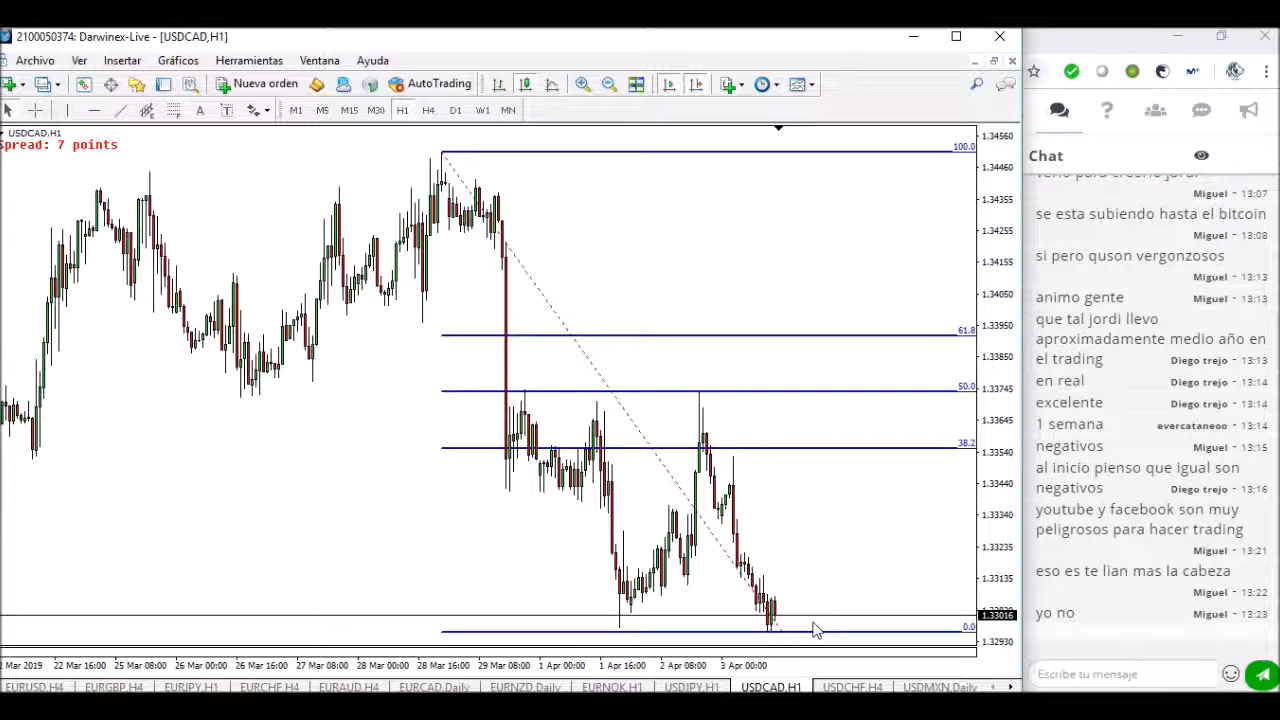 2100050374: Darwinex-Live - [USDCAD,H1]
Archivo Ver Insertar Gráficos Herramientas Ventana Ayuda
Nueva orden AutoTrading
A T M1 M5 M15 M30 H1 H4 D1 W1 MN
USDCAD,H1
Spread: 7 points
100.0
61.8
50.0
38.2
0.0
1.34560
1.34460
1.34355
1.34255
1.34155
1.34050
1.33950
1.33850
1.33745
1.33645
1.33540
1.33440
1.33340
1.33235
1.33135
1.33016
1.32930
2 Mar 2019 22 Mar 16:00 25 Mar 08:00 26 Mar 00:00 26 Mar 16:00 27 Mar 08:00 28 Mar 00:00 28 Mar 16:00 29 Mar 08:00 1 Apr 00:00 1 Apr 16:00 2 Apr 08:00 3 Apr 00:00
EURUSD,H4 GBPUSD,H4 EURJPY,H1 EURCHF,H4 EURAUD,H4 EURCAD,Daily EURNZD,Daily EURNOK,H1 USDJPY,H1 USDCAD,H1 USDCHF,H4 USDMXN,Daily
Chat
Miguel - 13:07
se esta subiendo hasta el bitcoin
Miguel - 13:08
si pero quson vergonzosos
Miguel - 13:13
animo gente Miguel - 13:13
que tal jordi llevo
aproximadamente medio año en
el trading Diego trejo - 13:13
en real Diego trejo - 13:14
excelente Diego trejo - 13:14
1 semana evercataneoo - 13:14
negativos Miguel - 13:15
al inicio pienso que igual son
negativos Diego trejo - 13:16
youtube y facebook son muy
peligrosos para hacer trading
Miguel - 13:21
eso es te lian mas la cabeza
Miguel - 13:22
yo no Miguel - 13:23
Escribe tu mensaje